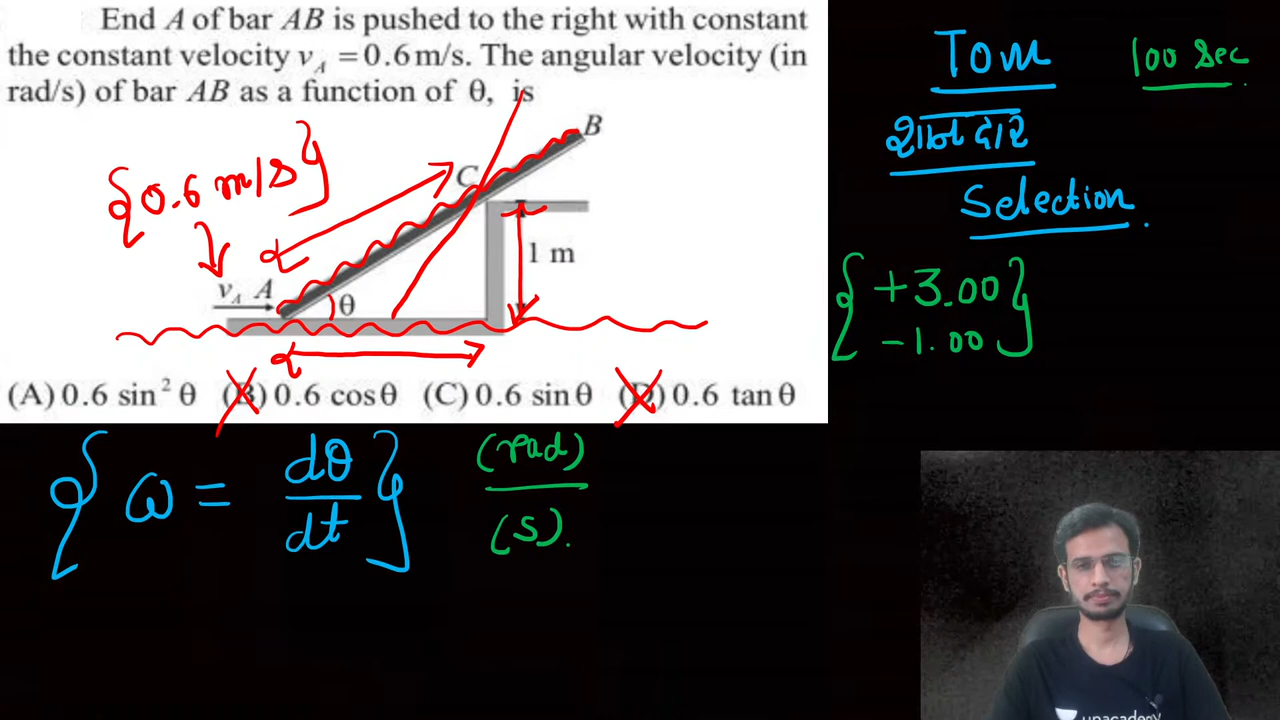 End A of bar AB is pushed to the right with constant
the constant velocity v_A = 0.6 m/s. The angular velocity (in
rad/s) of bar AB as a function of θ, is
{0.6 m/s}
B
C
1 m
v_A A
θ
(A) 0.6 sin² θ (B) 0.6 cos θ (C) 0.6 sin θ (D) 0.6 tan θ
{ω = dθ/dt} (rad)/(s).
TOM 100 sec
शानदार
Selection.
{+3.00
-1.00}
unacademy